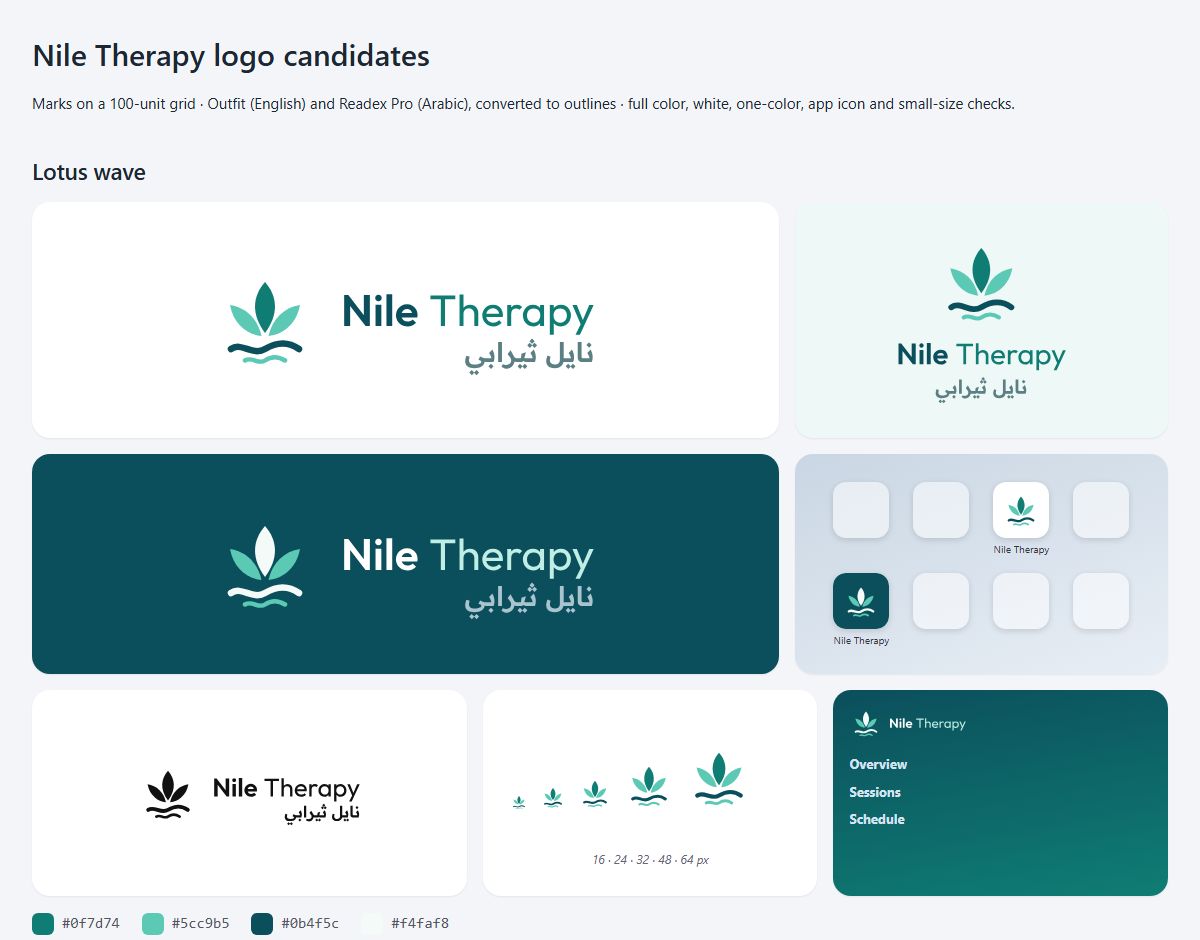 Nile Therapy logo candidates
Marks on a 100-unit grid · Outfit (English) and Readex Pro (Arabic), converted to outlines · full color, white, one-color, app icon and small-size checks.
Lotus wave
Nile Therapy
نايل ثيرابي
Nile Therapy
نايل ثيرابي
Nile Therapy
نايل ثيرابي
Nile Therapy
Nile Therapy
Nile Therapy
نايل ثيرابي
16 · 24 · 32 · 48 · 64 px
Nile Therapy
Overview
Sessions
Schedule
#0f7d74 #5cc9b5 #0b4f5c #f4faf8